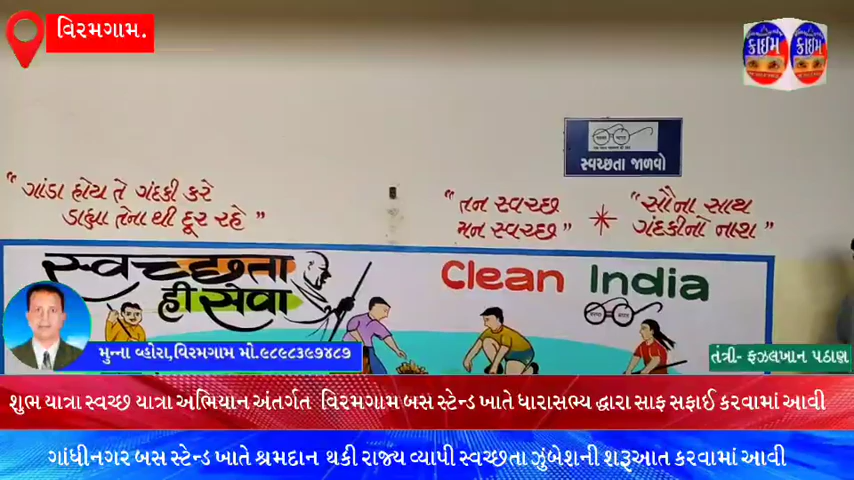 વિરમગામ.
ક્રાઈમ
ક્રાઈમ
સ્વચ્છતા જાળવો
"ગાંડા હોય તે ગંદકી કરે
ડાહ્યા તેના થી દૂર રહે"
"તન સ્વચ્છ
મન સ્વચ્છ"
"સૌના સાથ
ગંદકીનો નાશ"
સ્વચ્છતા
હી સેવા
Clean India
મુન્ના વ્હોરા,વિરમગામ મો.૯૮૯૮૩૯૭૪૮૭
તંત્રી- ફઝલખાન પઠાણ
શુભ યાત્રા સ્વચ્છ યાત્રા અભિયાન અંતર્ગત વિરમગામ બસ સ્ટેન્ડ ખાતે ધારાસભ્ય દ્વારા સાફ સફાઈ કરવામાં આવી
ગાંધીનગર બસ સ્ટેન્ડ ખાતે શ્રમદાન થકી રાજ્ય વ્યાપી સ્વચ્છતા ઝુંબેશની શરૂઆત કરવામાં આવી